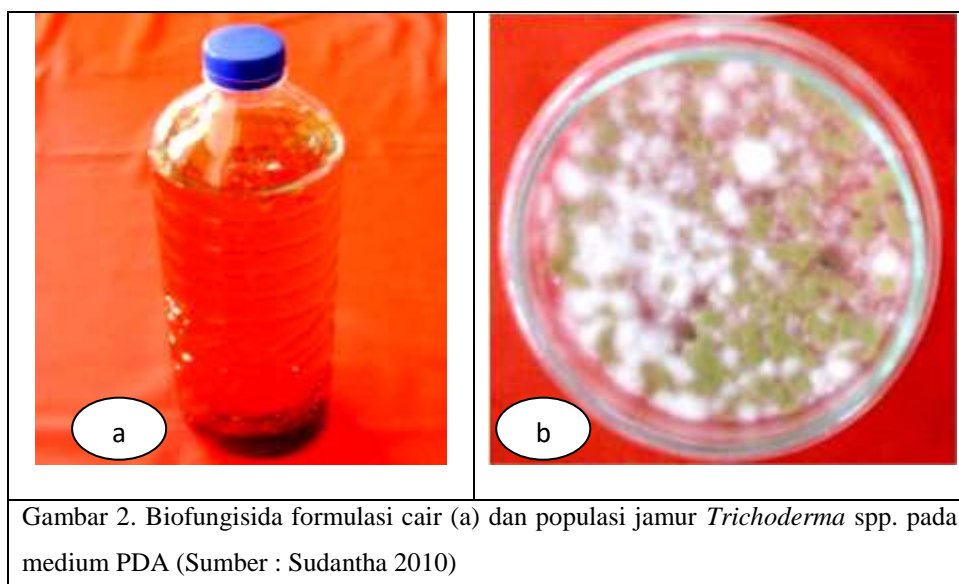 a
b
Gambar 2. Biofungisida formulasi cair (a) dan populasi jamur Trichoderma spp. pada
medium PDA (Sumber : Sudantha 2010)